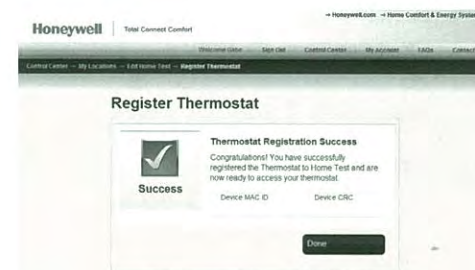 → Honeywell.com → Home Comfort & Energy System
Honeywell
Total Connect Comfort
Welcome Gabe Sign Out Control Center My Account FAQs Contact
Control Center → My Locations → Edit Home Test → Register Thermostat
Register Thermostat
Success
Thermostat Registration Success
Congratulations! You have successfully
registered the Thermostat to Home Test and are
now ready to access your thermostat.
Device MAC ID Device CRC
Done